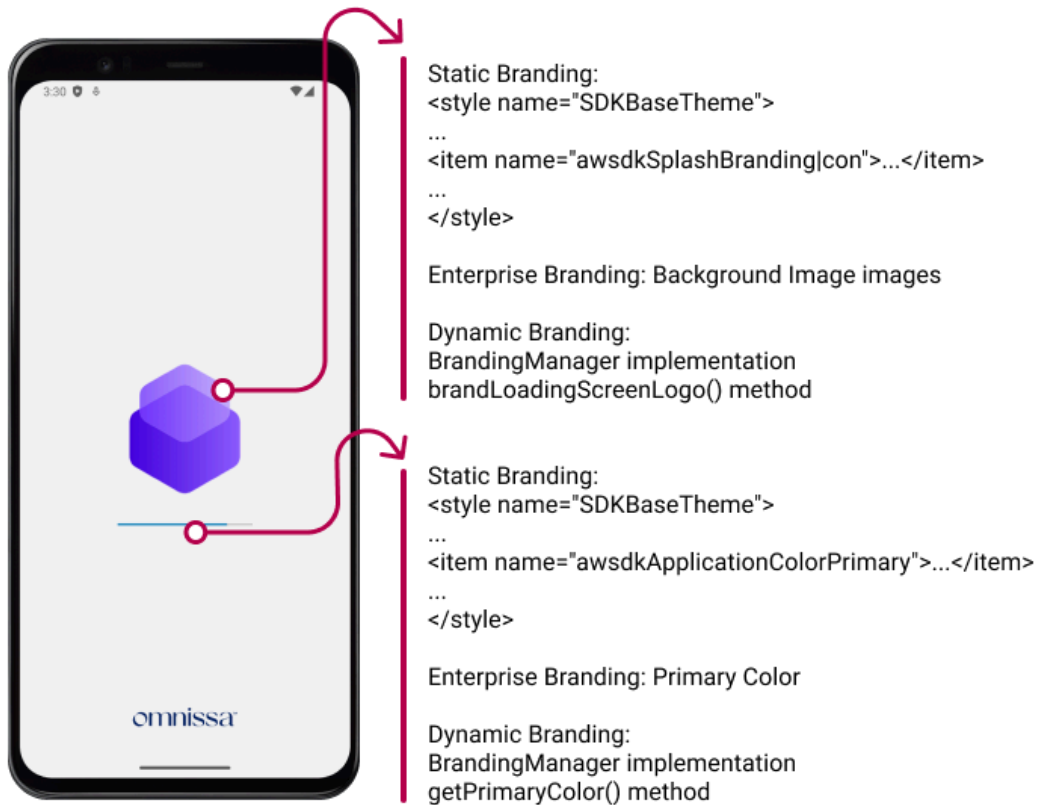 3:30
Static Branding:
<style name="SDKBaseTheme">
...
<item name="awsdkSplashBranding|con">...</item>
...
</style>
Enterprise Branding: Background Image images
Dynamic Branding:
BrandingManager implementation
brandLoadingScreenLogo() method
Static Branding:
<style name="SDKBaseTheme">
...
<item name="awsdkApplicationColorPrimary">...</item>
...
</style>
Enterprise Branding: Primary Color
Dynamic Branding:
BrandingManager implementation
getPrimaryColor() method
omnissa